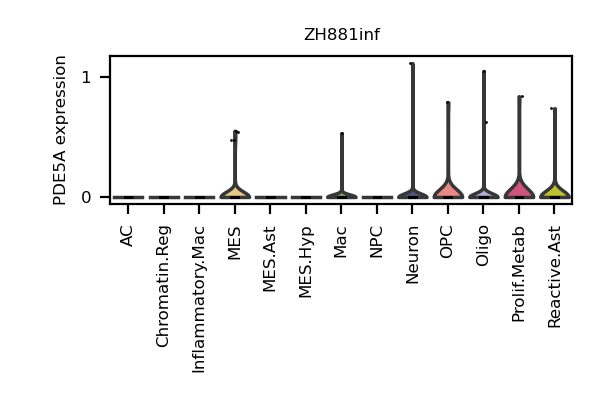 ZH881inf
PDE5A expression
1
0
AC
Chromatin.Reg
Inflammatory.Mac
MES
MES.Ast
MES.Hyp
Mac
NPC
Neuron
OPC
Oligo
Prolif.Metab
Reactive.Ast